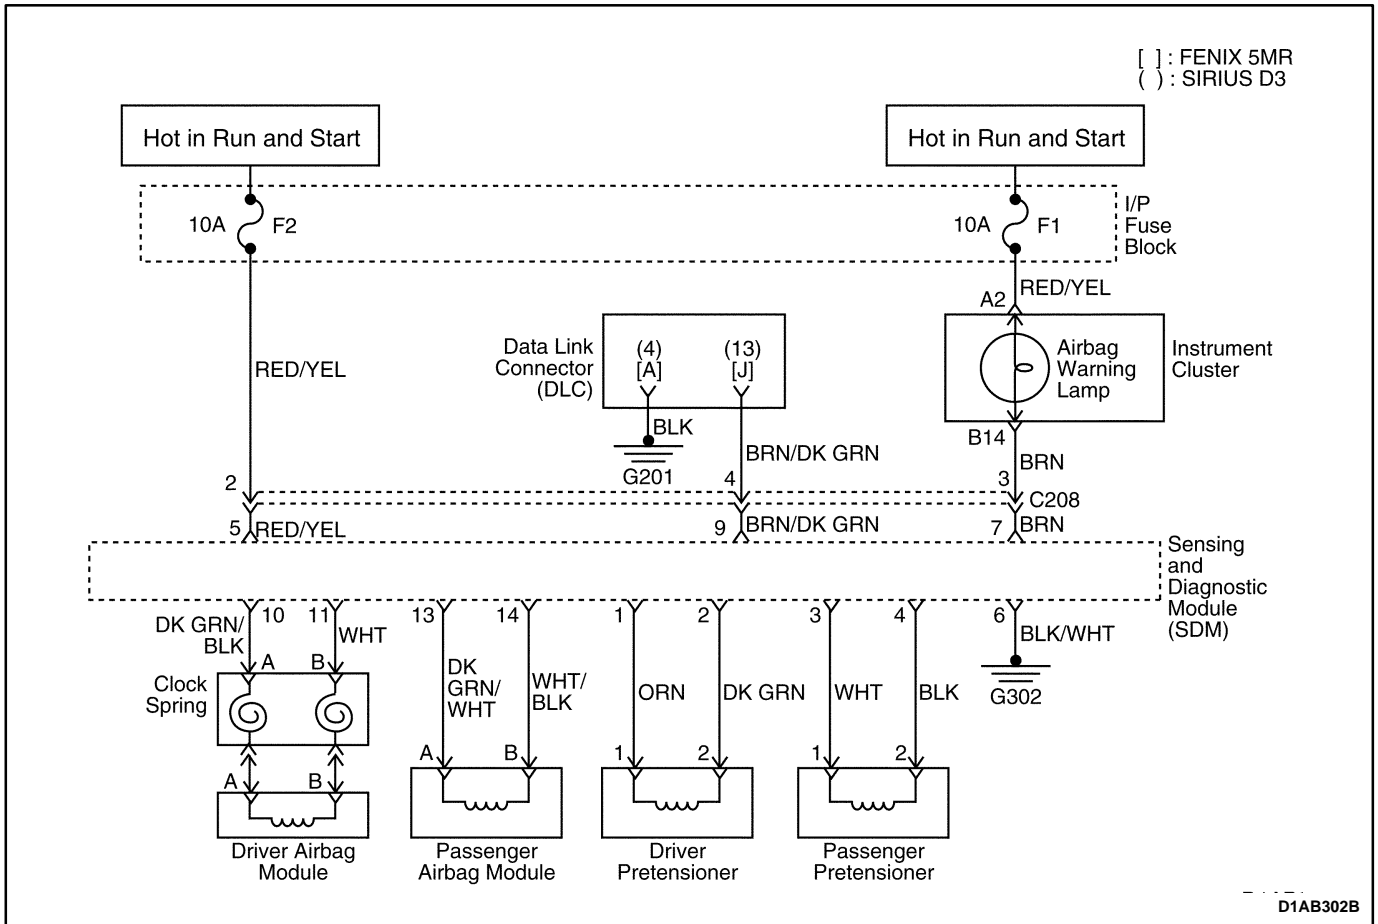 [ ] : FENIX 5MR
( ) : SIRIUS D3
Hot in Run and Start
Hot in Run and Start
10A
F2
10A
F1
I/P
Fuse
Block
RED/YEL
A2
RED/YEL
Data Link
Connector
(DLC)
(4)
[A]
(13)
[J]
Airbag
Warning
Lamp
Instrument
Cluster
BLK
G201
BRN/DK GRN
B14
BRN
2
4
3
C208
5
RED/YEL
9
BRN/DK GRN
7
BRN
Sensing
and
Diagnostic
Module
(SDM)
10
11
13
14
1
2
3
4
6
DK GRN/
BLK
WHT
BLK/WHT
A
B
Clock
Spring
DK
GRN/
WHT
WHT/
BLK
ORN
DK GRN
WHT
BLK
G302
A
B
1
2
1
2
A
B
Driver Airbag
Module
Passenger
Airbag Module
Driver
Pretensioner
Passenger
Pretensioner
D1AB302B